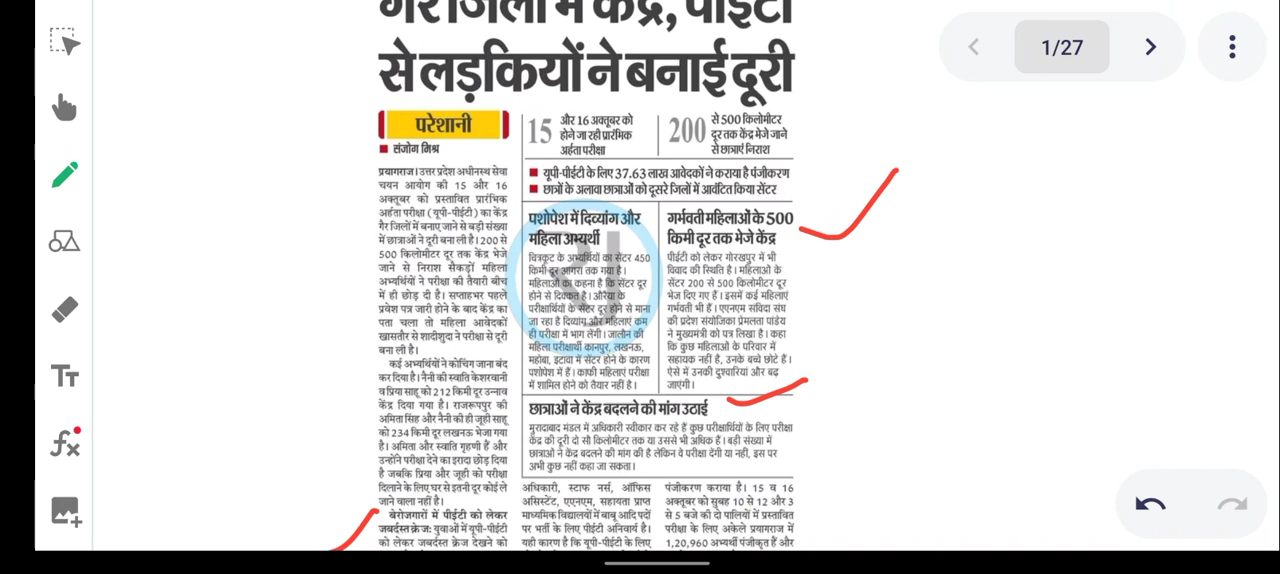 गैर जिलों में केंद्र, पीईटी
से लड़कियों ने बनाई दूरी
परेशानी
संजोग मिश्र
प्रयागराज। उत्तर प्रदेश अधीनस्थ सेवा
चयन आयोग की 15 और 16
अक्तूबर को प्रस्तावित प्रारंभिक
अर्हता परीक्षा (यूपी-पीईटी) का केंद्र
गैर जिलों में बनाए जाने से बड़ी संख्या
में छात्राओं ने दूरी बना ली है। 200 से
500 किलोमीटर दूर तक केंद्र भेजे
जाने से निराश सैकड़ों महिला
अभ्यर्थियों ने परीक्षा की तैयारी बीच
में ही छोड़ दी है। सप्ताहभर पहले
प्रवेश पत्र जारी होने के बाद केंद्र का
पता चला तो महिला आवेदकों
खासतौर से शादीशुदा ने परीक्षा से दूरी
बना ली है।
कई अभ्यर्थियों ने कोचिंग जाना बंद
कर दिया है। नैनी की स्वाति केशरवानी
व प्रिया साहू को 212 किमी दूर उन्नाव
केंद्र दिया गया है। राजरूपपुर की
अमिता सिंह और नैनी की ही जूही साहू
को 234 किमी दूर लखनऊ भेजा गया
है। अमिता और स्वाति गृहणी हैं और
उन्होंने परीक्षा देने का इरादा छोड़ दिया
है जबकि प्रिया और जूही को परीक्षा
दिलाने के लिए घर से इतनी दूर कोई ले
जाने वाला नहीं है।
बेरोजगारों में पीईटी को लेकर
जबर्दस्त क्रेज: युवाओं में यूपी-पीईटी
को लेकर जबर्दस्त क्रेज देखने को
15 और 16 अक्तूबर को
होने जा रही प्रारंमिक
अर्हता परीक्षा
200 से 500 किलोमीटर
दूर तक केंद्र भेजे जाने
से छात्राएं निराश
यूपी-पीईटी के लिए 37.63 लाख आवेदकों ने कराया है पंजीकरण
छात्रों के अलावा छात्राओं को दूसरे जिलों में आवंटित किया सेंटर
पशोपेश में दिव्यांग और
महिला अभ्यर्थी
चित्रकूट के अभ्यर्थियों का सेंटर 450
किमी दूर आगरा तक गया है।
महिलाओं का कहना है कि सेंटर दूर
होने से दिक्कत है। औरैया के
परीक्षार्थियों के सेंटर दूर होने से माना
जा रहा है दिव्यांग और महिलाएं कम
ही परीक्षा में भाग लेंगी। जालौन की
महिला परीक्षार्थी कानपुर, लखनऊ,
महोबा, इटावा में सेंटर होने के कारण
पशोपेश में हैं। काफी महिलाएं परीक्षा
में शामिल होने को तैयार नहीं है।
गर्भवती महिलाओं के 500
किमी दूर तक भेजे केंद्र
पीईटी को लेकर गोरखपुर में भी
विवाद की स्थिति है। महिलाओं के
सेंटर 200 से 500 किलोमीटर दूर
भेज दिए गए हैं। इसमें कई महिलाएं
गर्भवती भी हैं। एएनएम संविदा संघ
की प्रदेश संयोजिका प्रेमलता पांडेय
ने मुख्यमंत्री को पत्र लिखा है। कहा
कि कुछ महिलाओं के परिवार में
सहायक नहीं है, उनके बच्चे छोटे हैं।
ऐसे में उनकी दुश्वारियां और बढ़
जाएंगी।
छात्राओं ने केंद्र बदलने की मांग उठाई
मुरादाबाद मंडल में अधिकारी स्वीकार कर रहे हैं कुछ परीक्षार्थियों के लिए परीक्षा
केंद्र की दूरी दो सौ किलोमीटर तक या उससे भी अधिक हैं। बड़ी संख्या में
छात्राओं ने केंद्र बदलने की मांग की है लेकिन वे परीक्षा देंगी या नहीं, इस पर
अभी कुछ नहीं कहा जा सकता।
अधिकारी, स्टाफ नर्स, ऑफिस
असिस्टेंट, एएनएम, सहायता प्राप्त
माध्यमिक विद्यालयों में बाबू आदि पदों
पर भर्ती के लिए पीईटी अनिवार्य है।
यही कारण है कि यूपी-पीईटी के लिए
पंजीकरण कराया है। 15 व 16
अक्तूबर को सुबह 10 से 12 और 3
से 5 बजे की दो पालियों में प्रस्तावित
परीक्षा के लिए अकेले प्रयागराज में
1,20,960 अभ्यर्थी पंजीकृत हैं और
1/27
Tт
fx